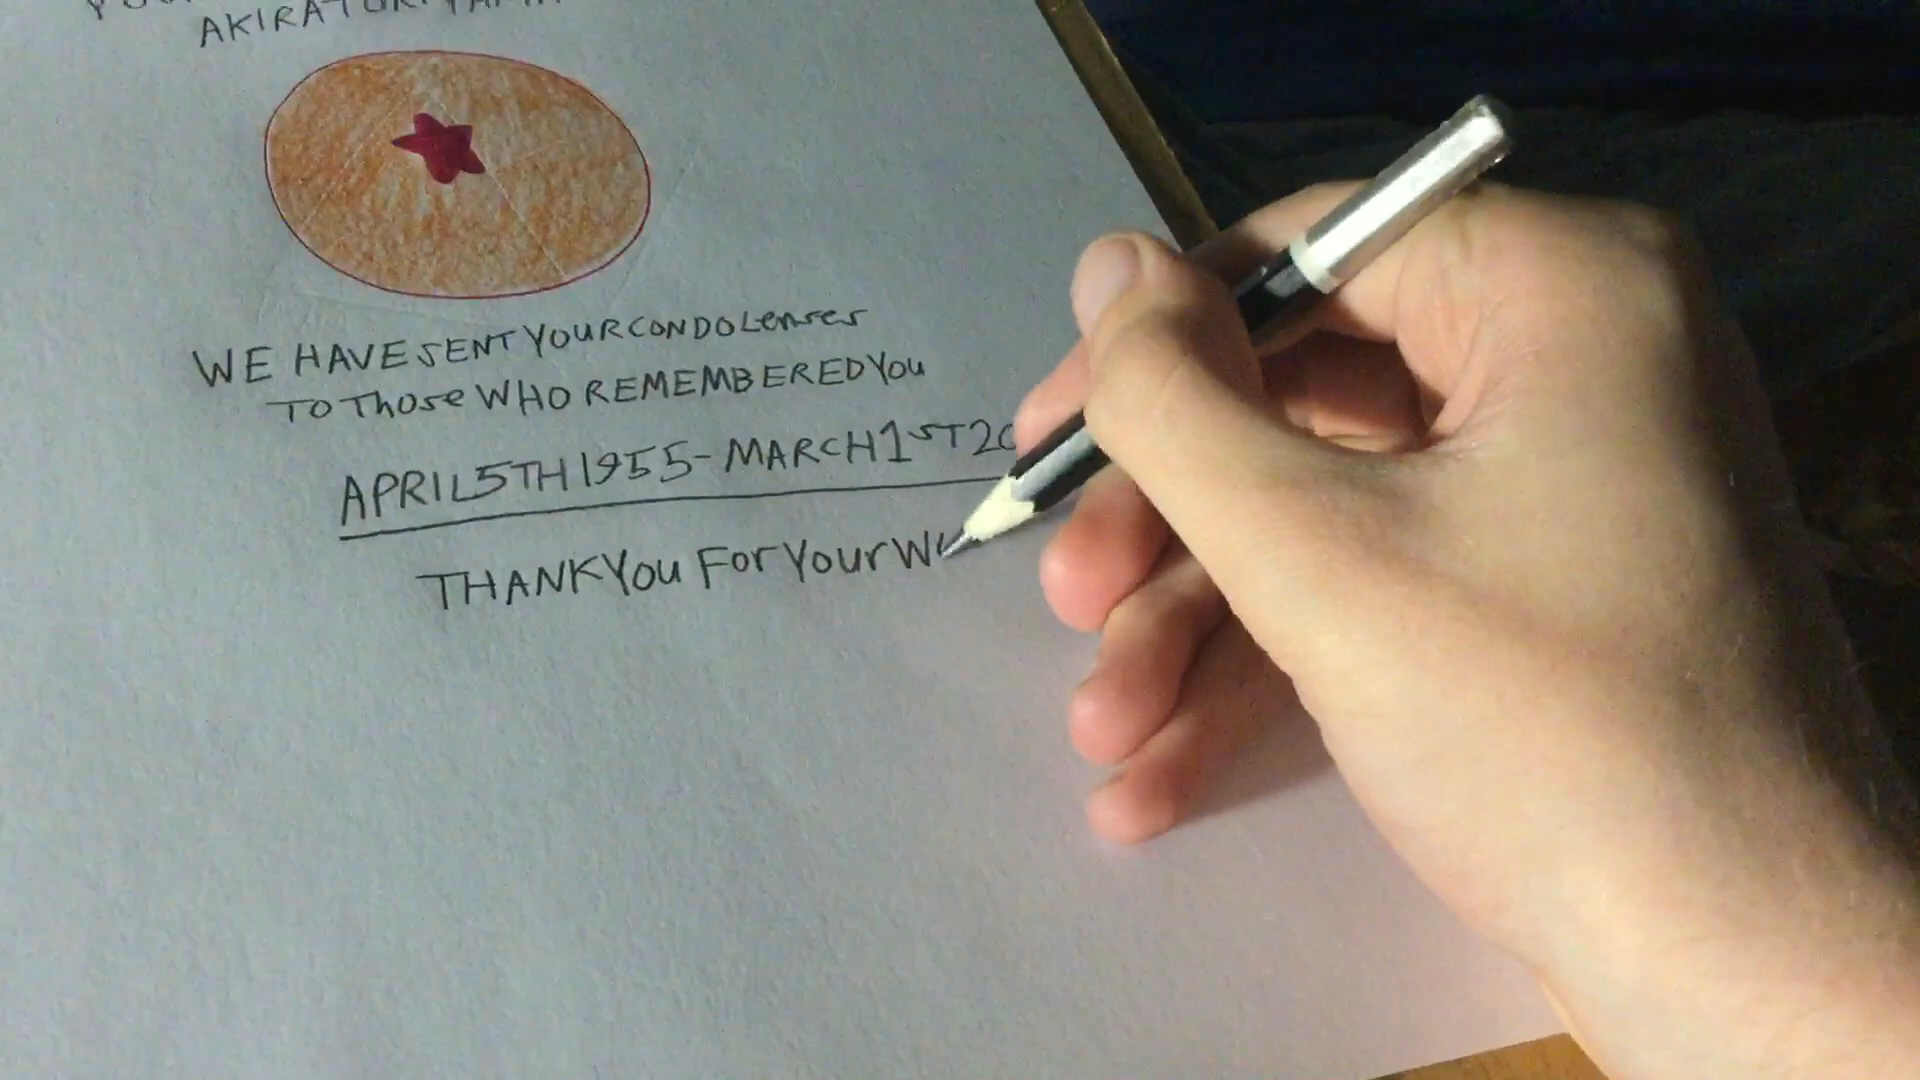 AKIRA TORIYAMA
WE HAVE SENT YOUR CONDOLenses
TO Those WHO REMEMBERED YOU
APRIL 5TH 1955 - MARCH 1ST 20
THANK YOU For Your